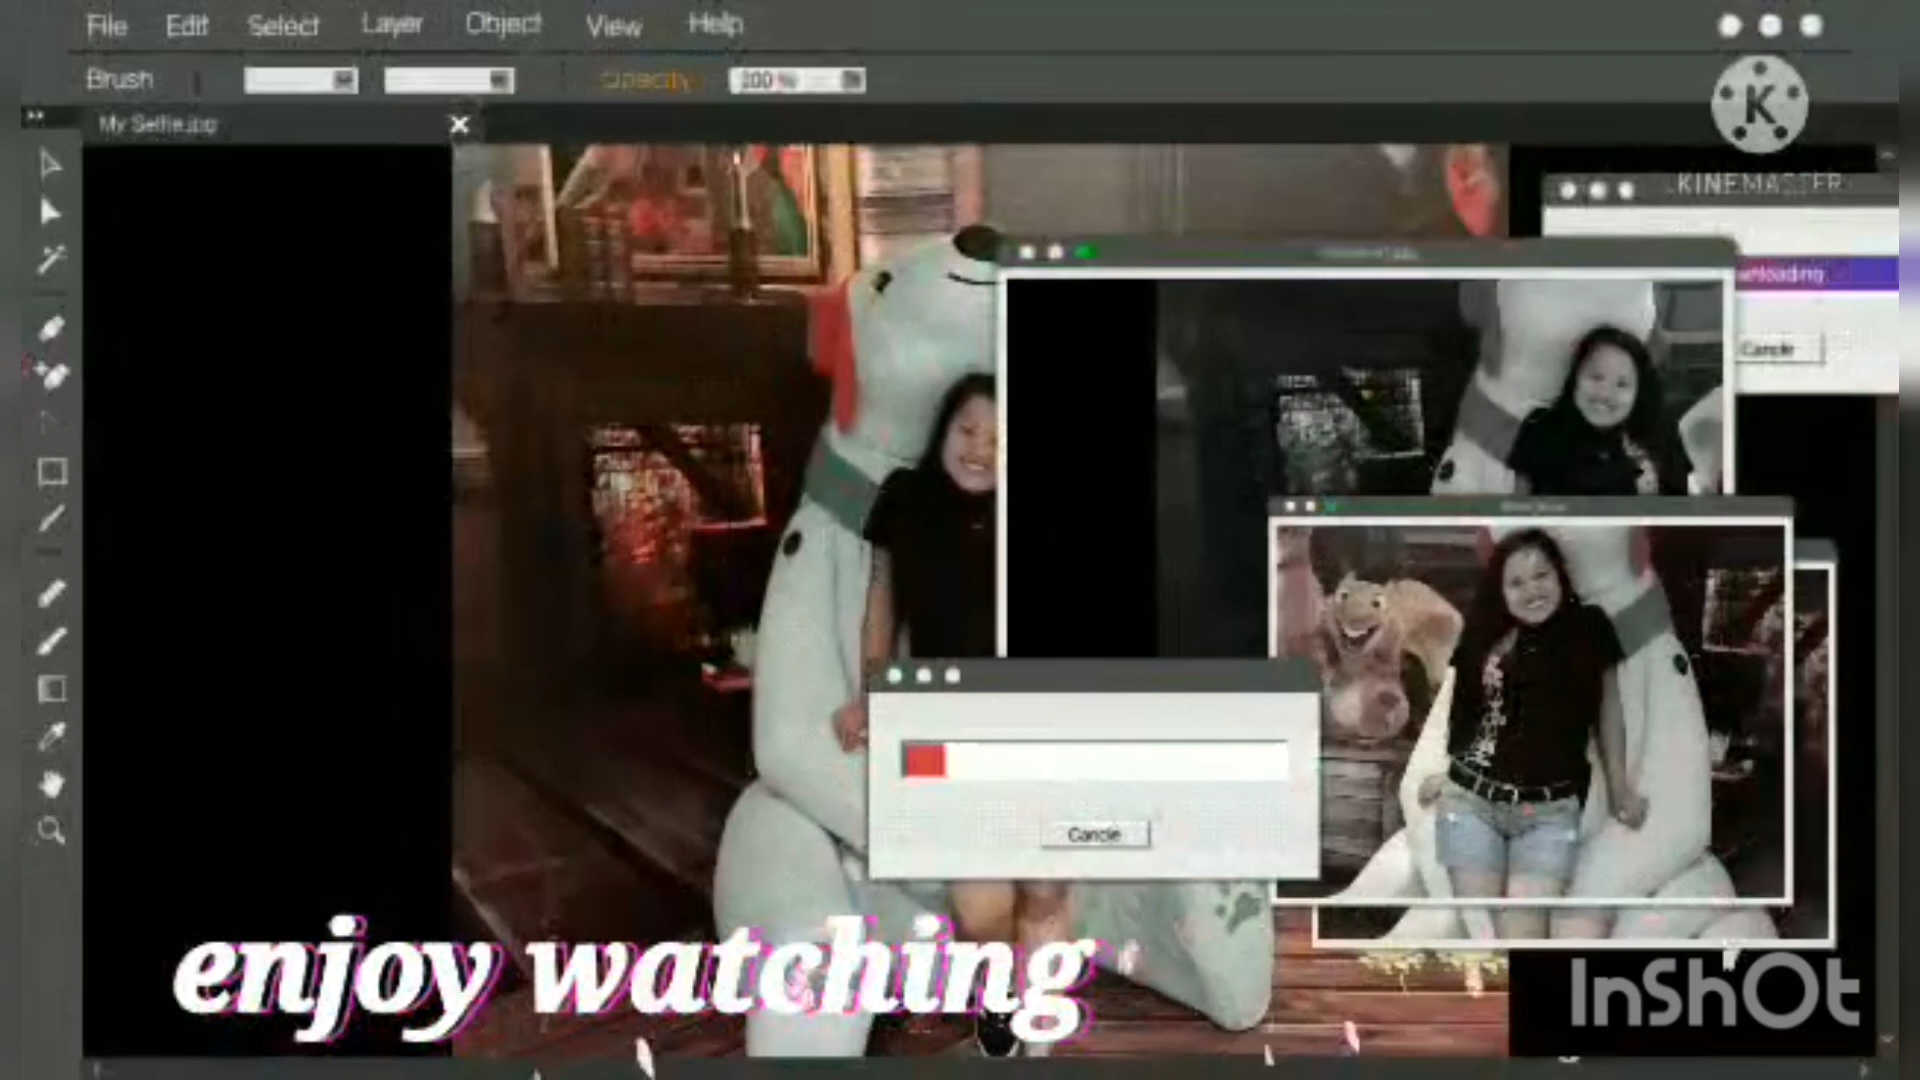 File Edit Select Layer Object View Help
Brush Opacity 100 %
My Selfie.jpg
K
KINEMASTER
Cancle
Cancle
enjoy watching
InShOt